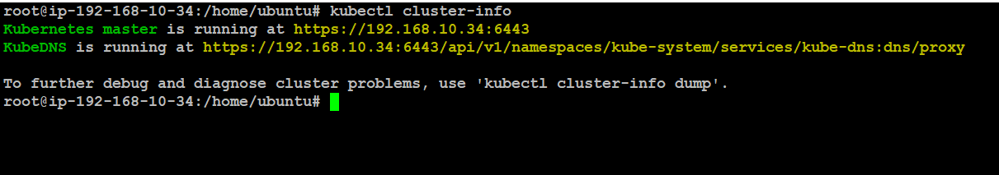 root@ip-192-168-10-34:/home/ubuntu# kubectl cluster-info
Kubernetes master is running at https://192.168.10.34:6443
KubeDNS is running at https://192.168.10.34:6443/api/v1/namespaces/kube-system/services/kube-dns:dns/proxy
To further debug and diagnose cluster problems, use 'kubectl cluster-info dump'.
root@ip-192-168-10-34:/home/ubuntu#